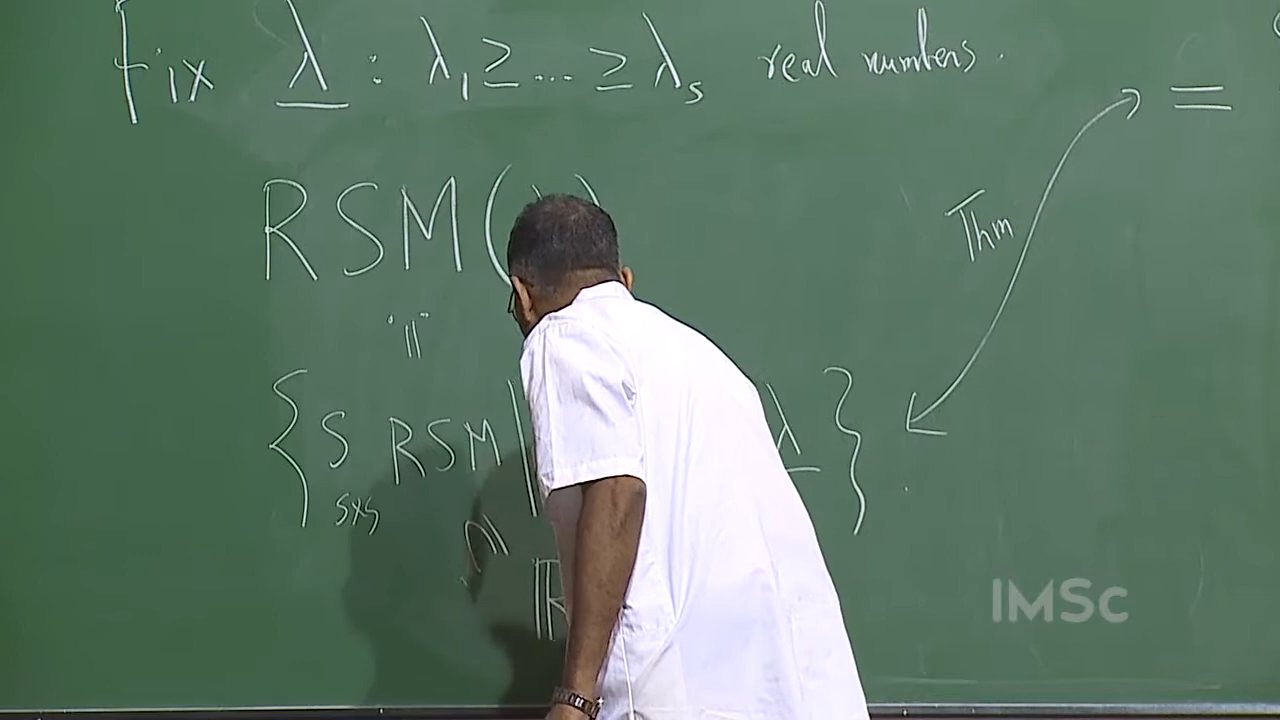 Fix λ : λ₁ ≥ ... ≥ λₛ real numbers.
=
Thm
RSM(
"
{ S RSM | λ }
s×s
∩
ℝ
IMSc